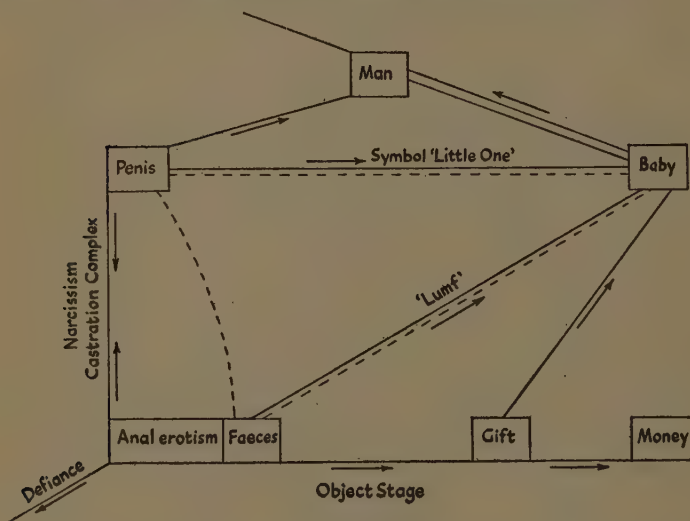 Man
Penis
Symbol 'Little One'
Baby
Narcissism
Castration Complex
'Lumf'
Anal erotism
Faeces
Gift
Money
Defiance
Object Stage